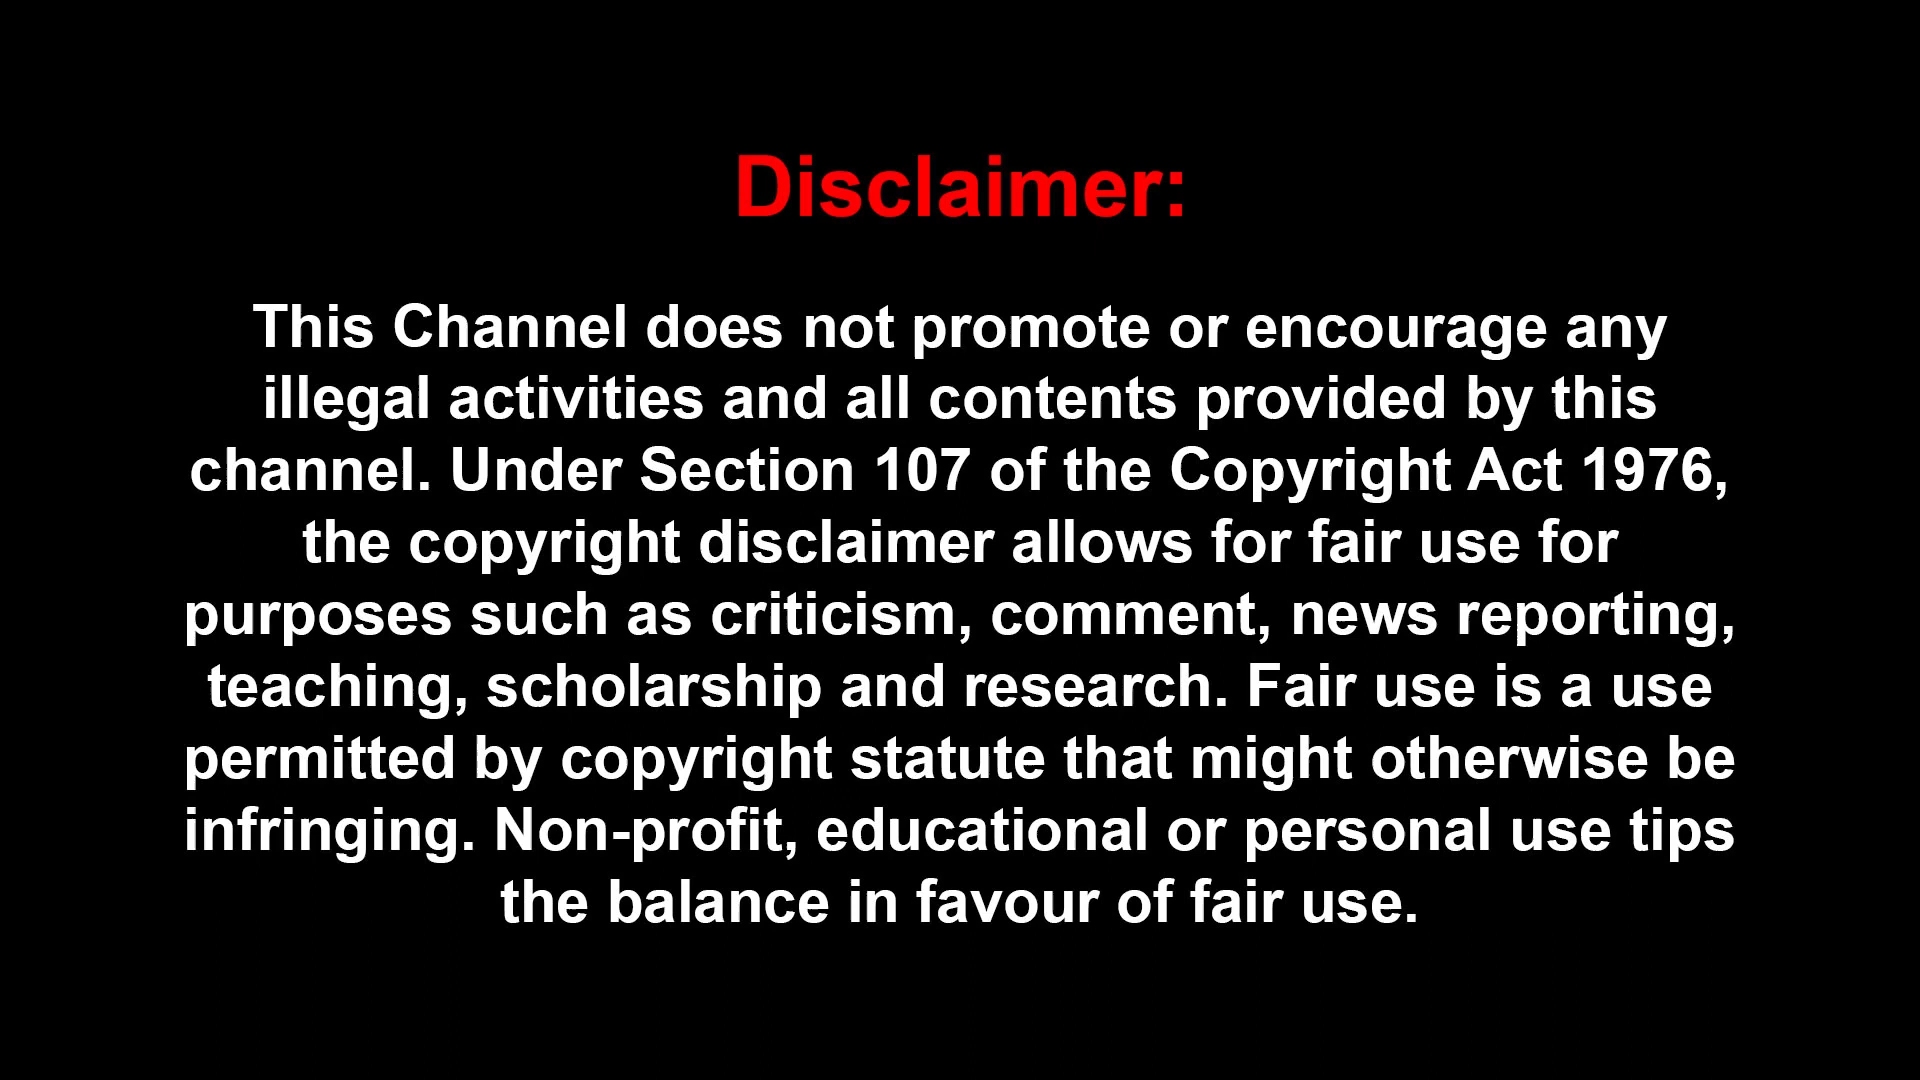 Disclaimer:
This Channel does not promote or encourage any
illegal activities and all contents provided by this
channel. Under Section 107 of the Copyright Act 1976,
the copyright disclaimer allows for fair use for
purposes such as criticism, comment, news reporting,
teaching, scholarship and research. Fair use is a use
permitted by copyright statute that might otherwise be
infringing. Non-profit, educational or personal use tips
the balance in favour of fair use.